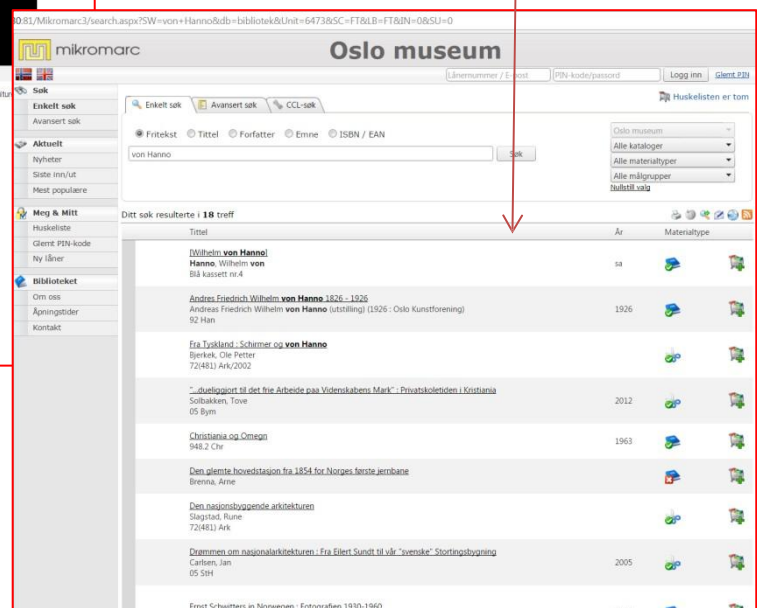 30:81/Mikromarc3/search.aspx?SW=von+Hanno&db=bibliotek&Unit=6473&SC=FT&LB=FT&IN=0&SU=0
mikromarc
Oslo museum
Lånernummer / E-post
PIN-kode/passord
Logg inn
Glemt PIN
Søk
Enkelt søk
Avansert søk
Aktuelt
Nyheter
Siste inn/ut
Mest populære
Meg & Mitt
Huskeliste
Glemt PIN-kode
Ny låner
Biblioteket
Om oss
Åpningstider
Kontakt
Enkelt søk
Avansert søk
CCL-søk
Huskelisten er tom
Fritekst Tittel Forfatter Emne ISBN / EAN
von Hanno
Søk
Oslo museum
Alle kataloger
Alle materialtyper
Alle målgrupper
Nullstill valg
Ditt søk resulterte i 18 treff
Tittel År Materialtype
[Wilhelm von Hanno]
Hanno, Wilhelm von
sa
Blå kassett nr.4
Andres Friedrich Wilhelm von Hanno 1826 - 1926
Andreas Friedrich Wilhelm von Hanno (utstilling) (1926 : Oslo Kunstforening)
1926
92 Han
Fra Tyskland : Schirmer og von Hanno
Bjerkek, Ole Petter
72(481) Ark/2002
"...dueliggjort til det frie Arbeide paa Videnskabens Mark" : Privatskoletiden i Kristiania
Solbakken, Tove
2012
05 Bym
Christiania og Omegn
1963
948.2 Chr
Den glemte hovedstasjon fra 1854 for Norges første jernbane
Brenna, Arne
Den nasjonsbyggende arkitekturen
Slagstad, Rune
72(481) Ark
Drømmen om nasjonalarkitekturen : Fra Eilert Sundt til vår "svenske" Stortingsbygning
Carlsen, Jan
2005
05 StH
Ernst Schwitters in Norwegen : Fotografien 1930-1960